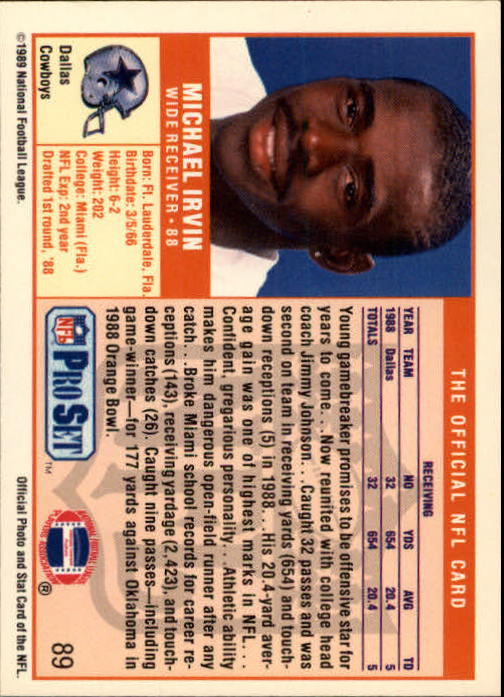 THE OFFICIAL NFL CARD
RECEIVING
YEAR TEAM NO YDS AVG TD
1988 Dallas 32 654 20.4 5
TOTALS 32 654 20.4 5
Young gamebreaker promises to be offensive star for
years to come . . . Now reunited with college head
coach Jimmy Johnson . . . Caught 32 passes and was
second on team in receiving yards (654) and touch-
down receptions (5) in 1988 . . . His 20.4-yard aver-
age gain was one of highest marks in NFL . . .
Confident, gregarious personality . . . Athletic ability
makes him dangerous open-field runner after any
catch . . . Broke Miami school records for career re-
ceptions (143), receiving yardage (2,423), and touch-
down catches (26). Caught nine passes—including
game-winner—for 177 yards against Oklahoma in
1988 Orange Bowl.
MICHAEL IRVIN
WIDE RECEIVER • 88
Born: Ft. Lauderdale, Fla.
Birthdate: 3/5/66
Height: 6-2
Weight: 202
College: Miami (Fla.)
NFL Exp: 2nd year
Drafted 1st round, '88
Dallas
Cowboys
NFL PRO SET ™
®
89
©1989 National Football League.
Official Photo and Stat Card of the NFL.